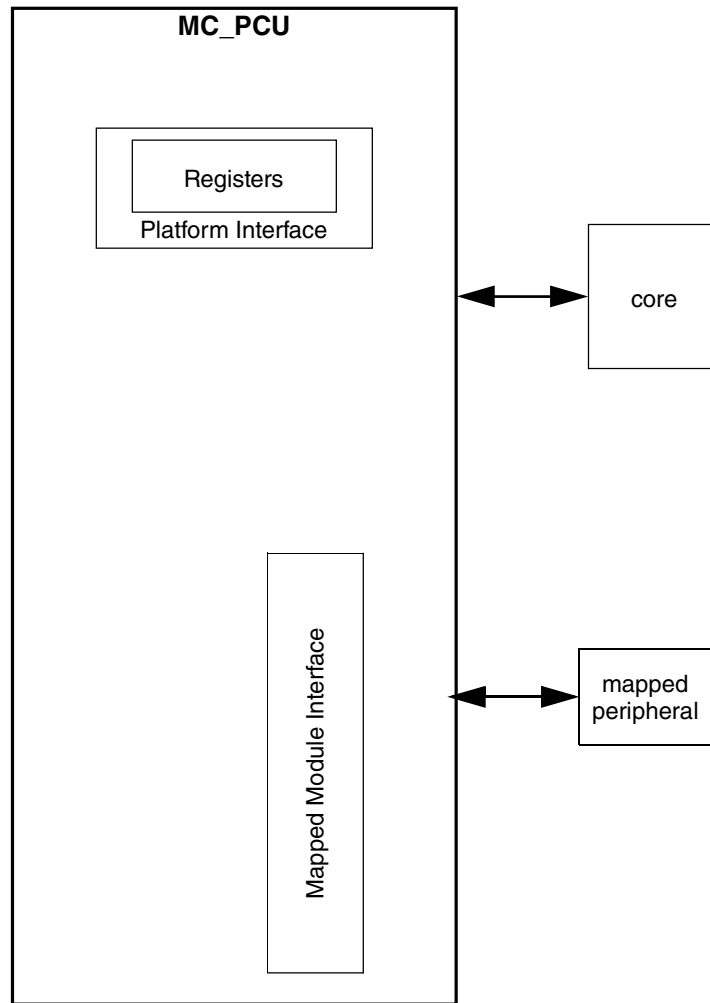 MC_PCU
Registers
Platform Interface
core
Mapped Module Interface
mapped
peripheral